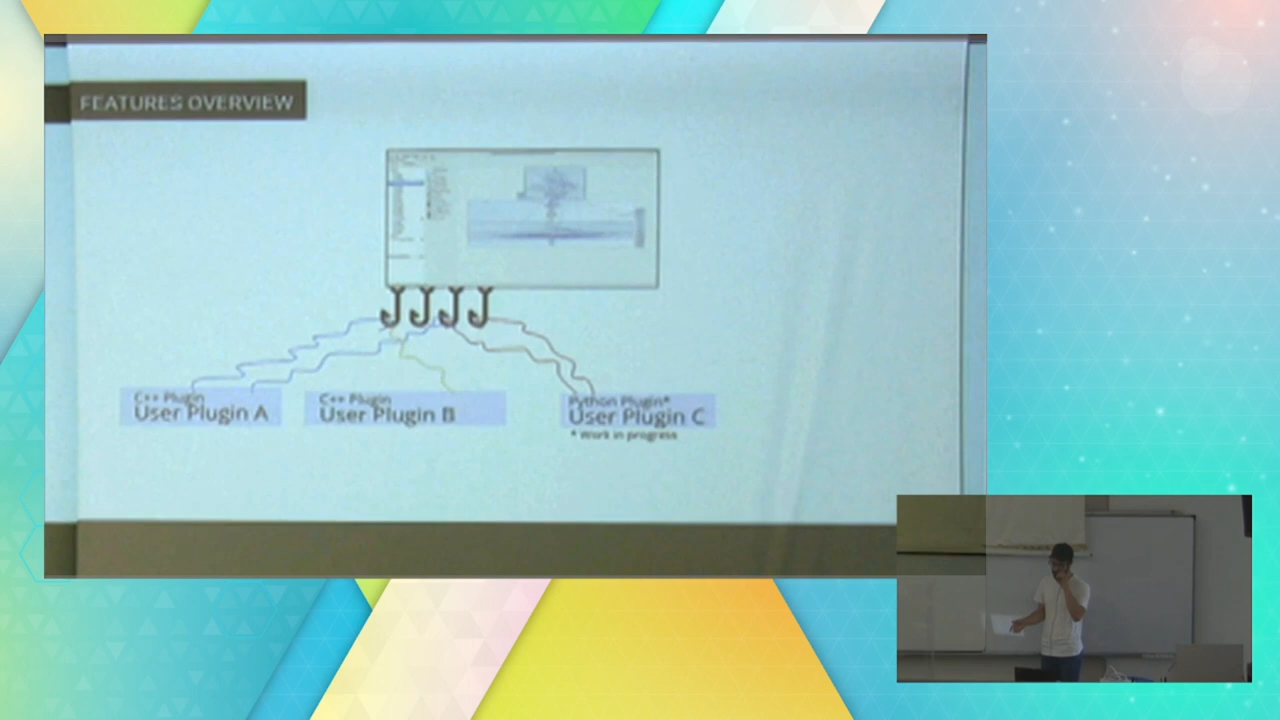 FEATURES OVERVIEW
C++ Plugin
User Plugin A
C++ Plugin
User Plugin B
Python Plugin*
User Plugin C
* Work in progress